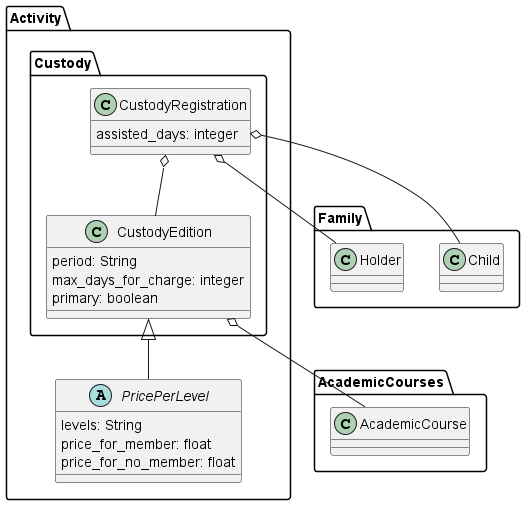 Activity
Custody
C CustodyRegistration
assisted_days: integer
C CustodyEdition
period: String
max_days_for_charge: integer
primary: boolean
Family
C Holder
C Child
A PricePerLevel
levels: String
price_for_member: float
price_for_no_member: float
AcademicCourses
C AcademicCourse